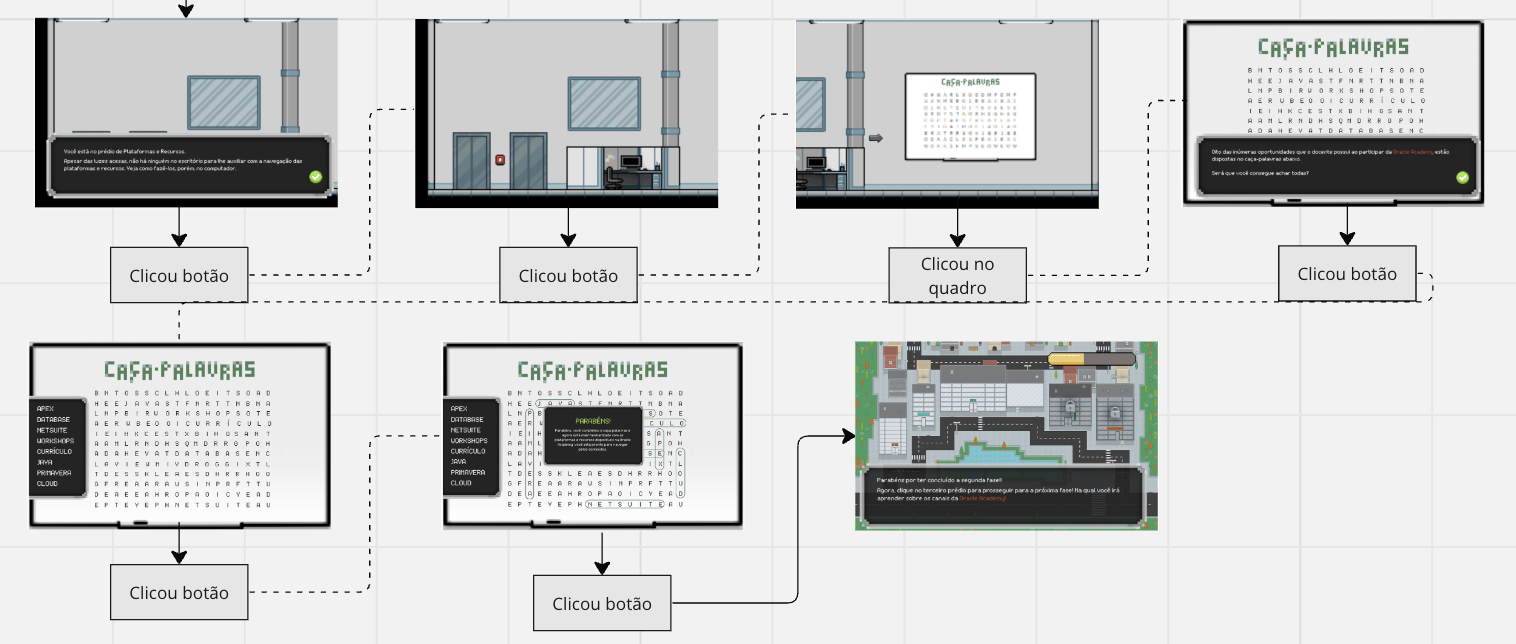 Você está no prédio de Plataformas e Recursos.
Apesar das luzes acesas, não há ninguém no escritório para lhe auxiliar com a navegação das
plataformas e recursos. Veja como fazê-los, porém, no computador.
CAÇA-PALAVRAS
CAÇA-PALAVRAS
B N T O S S C L H L O E I T S O A D
H E E J A V A S T F N R T T N B N A
L N P B I R W O R K S H O P S O T E
A E R W B E O O I C U R R Í C U L O
I E I H K C E S T X B I H G S A N T
A A M L R N D H S Q M D R R D P O H
A D A H E V A T D A T A B A S E N C
Dito das inúmeras oportunidades que o docente possui ao participar da Oracle Academy, estão
dispostas no caça-palavras abaixo.
Será que você consegue achar todas?
Clicou botão
Clicou botão
Clicou no
quadro
Clicou botão
CAÇA-PALAVRAS
B N T O S S C L H L O E I T S O A D
H E E J A V A S T F N R T T N B N A
L N P B I R W O R K S H O P S O T E
A E R W B E O O I C U R R Í C U L O
I E I H K C E S T X B I H G S A N T
A A M L R N D H S Q M D R R D P O H
A D A H E V A T D A T A B A S E N C
L A V I E W N I V D R O G G I X T L
T D E S S K L E A E S D H R R H O O
G F R E E A R A U S I N P R F T T U
D E A E E A H R O P A O I C Y E A D
E P T E Y E P H N E T S U I T E A U
APEX
DATABASE
NETSUITE
WORKSHOPS
CURRÍCULO
JAVA
PRIMAVERA
CLOUD
CAÇA-PALAVRAS
B N T O S S C L H L O E I T S O A D
H E E J A V A S T F N R T T N B N A
T D E S S K L E A E S D H R R H O O
G F R E E A R A U S I N P R F T T U
D E A E E A H R O P A O I C Y E A D
E P T E Y E P H N E T S U I T E A U
APEX
DATABASE
NETSUITE
WORKSHOPS
CURRÍCULO
JAVA
PRIMAVERA
CLOUD
PARABÉNS!
Parabéns por ter concluído a segunda fase!!
Agora, clique no terceiro prédio para prosseguir para a próxima fase! Na qual você irá
aprender sobre os canais da Oracle Academy!
Clicou botão
Clicou botão